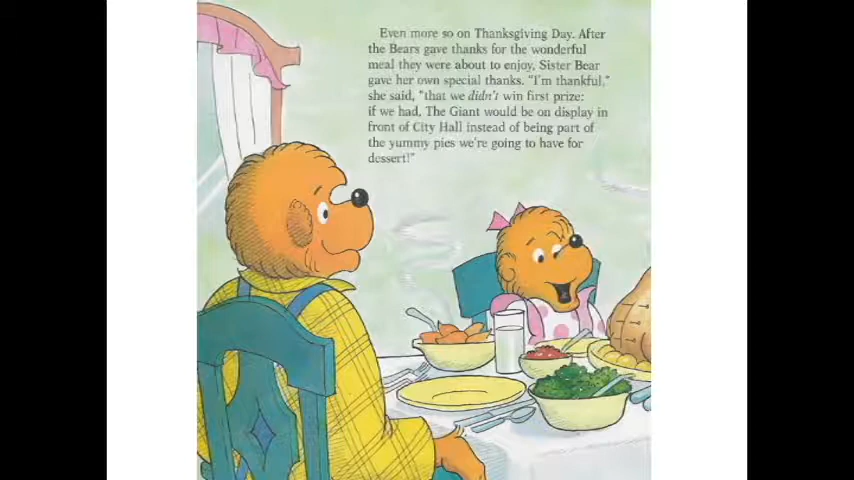 Even more so on Thanksgiving Day. After
the Bears gave thanks for the wonderful
meal they were about to enjoy, Sister Bear
gave her own special thanks. "I'm thankful,"
she said, "that we didn't win first prize:
if we had, The Giant would be on display in
front of City Hall instead of being part of
the yummy pies we're going to have for
dessert!"